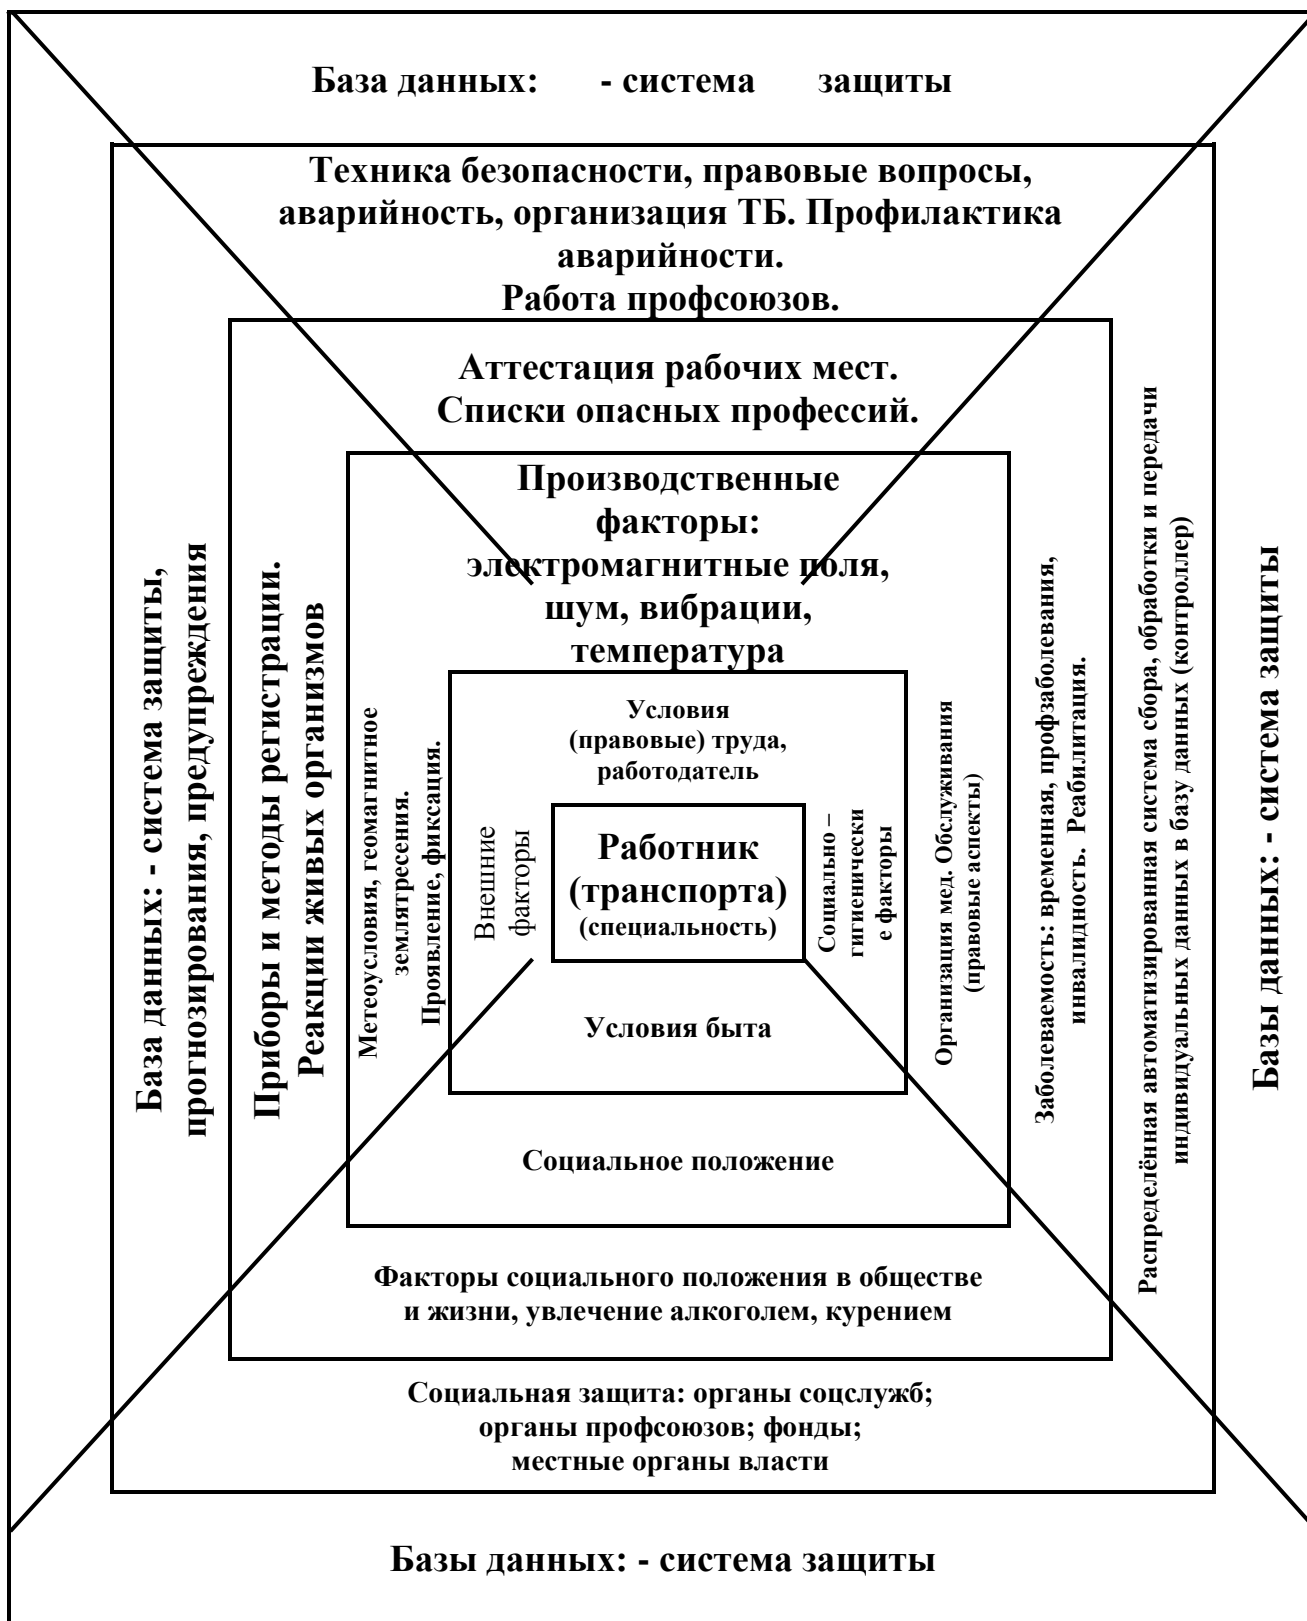 База данных: - система защиты
Техника безопасности, правовые вопросы,
аварийность, организация ТБ. Профилактика
аварийности.
Работа профсоюзов.
Аттестация рабочих мест.
Списки опасных профессий.
Производственные
факторы:
электромагнитные поля,
шум, вибрации,
температура
Условия
(правовые) труда,
работодатель
База данных: - система защиты,
прогнозирования, предупреждения
Приборы и методы регистрации.
Реакции живых организмов
Метеоусловия, геомагнитное
землятресения.
Проявление, фиксация.
Внешние
факторы
Работник
(транспорта)
(специальность)
Социально –
гигиенически
е факторы
Организация мед. Обслуживания
(правовые аспекты)
Заболеваемость: временная, профзаболевания,
инвалидность. Реабилитация.
Распределённая автоматизированная система сбора, обработки и передачи
индивидуальных данных в базу данных (контроллер)
Базы данных: - система защиты
Условия быта
Социальное положение
Факторы социального положения в обществе
и жизни, увлечение алкоголем, курением
Социальная защита: органы соцслужб;
органы профсоюзов; фонды;
местные органы власти
Базы данных: - система защиты